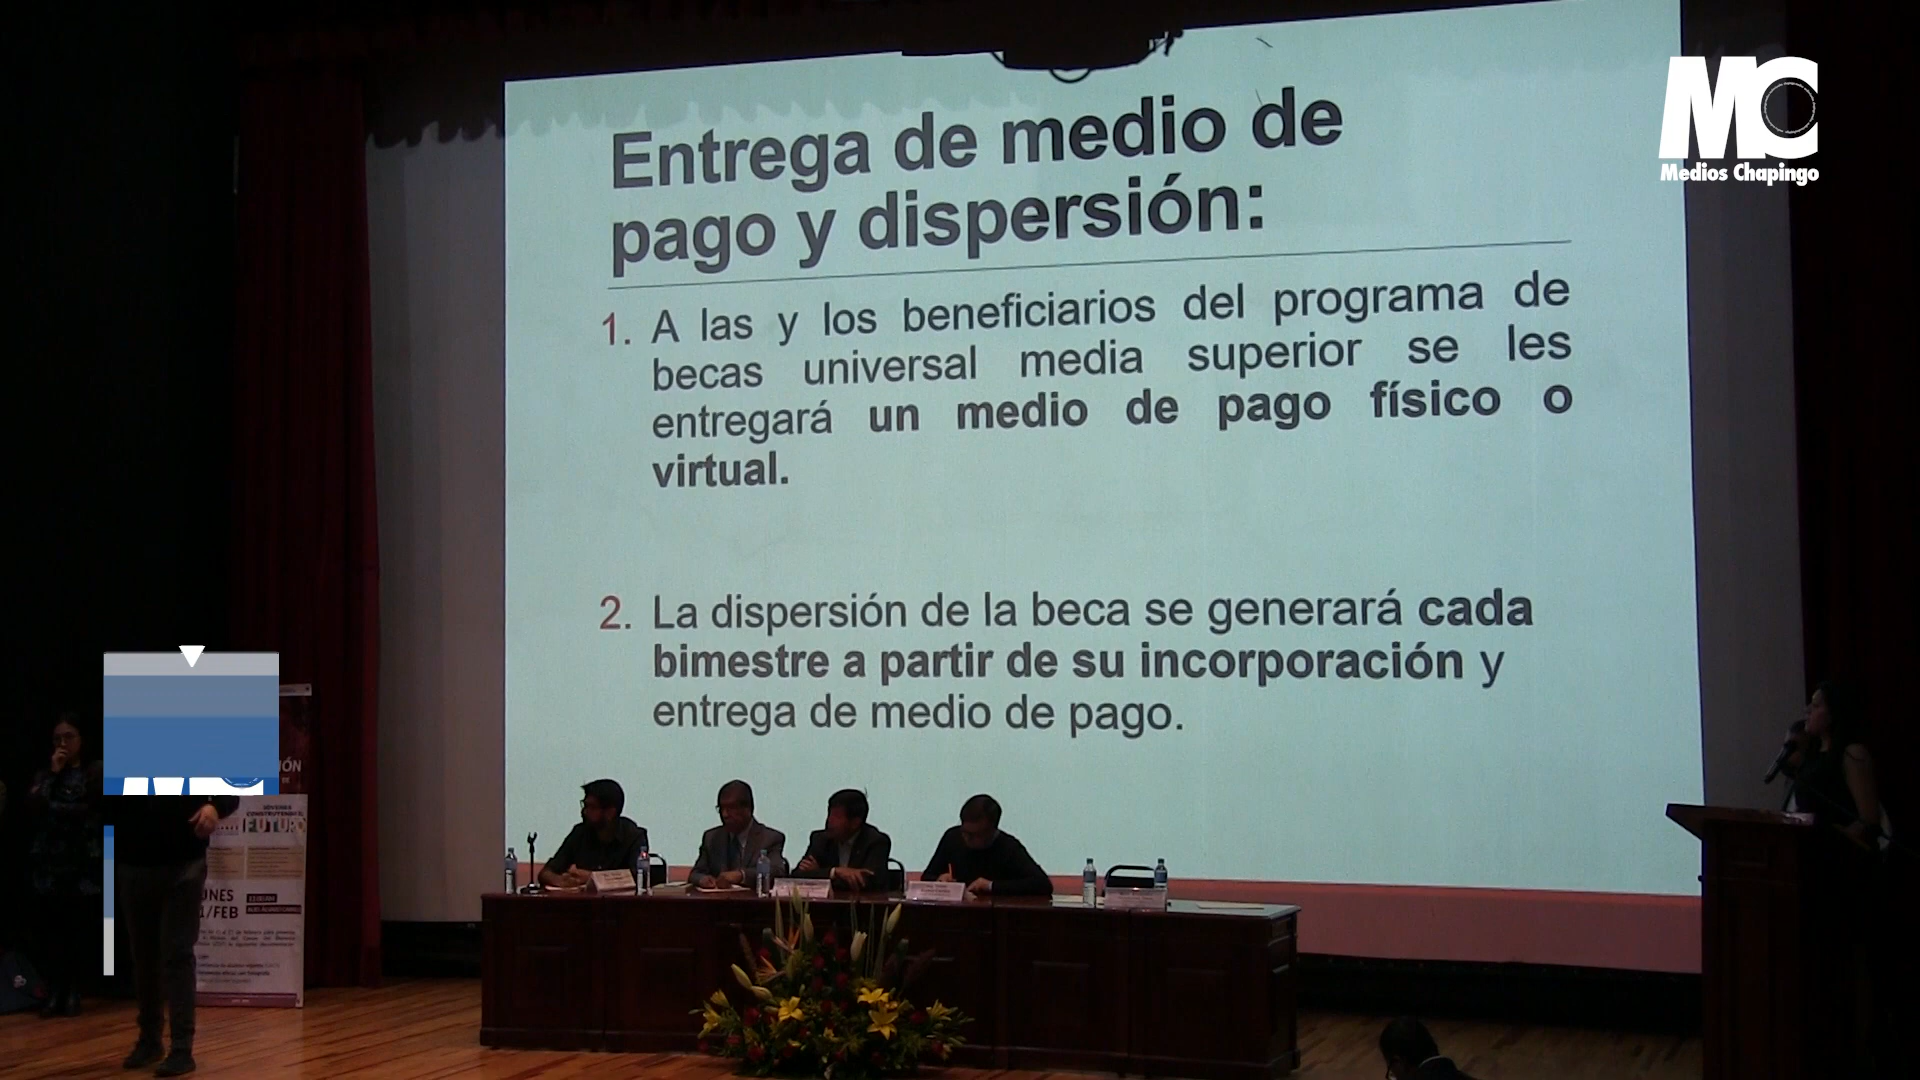 Entrega de medio de
pago y dispersión:
1. A las y los beneficiarios del programa de
becas universal media superior se les
entregará un medio de pago físico o
virtual.
2. La dispersión de la beca se generará cada
bimestre a partir de su incorporación y
entrega de medio de pago.
MC
Medios Chapingo
FUTURO